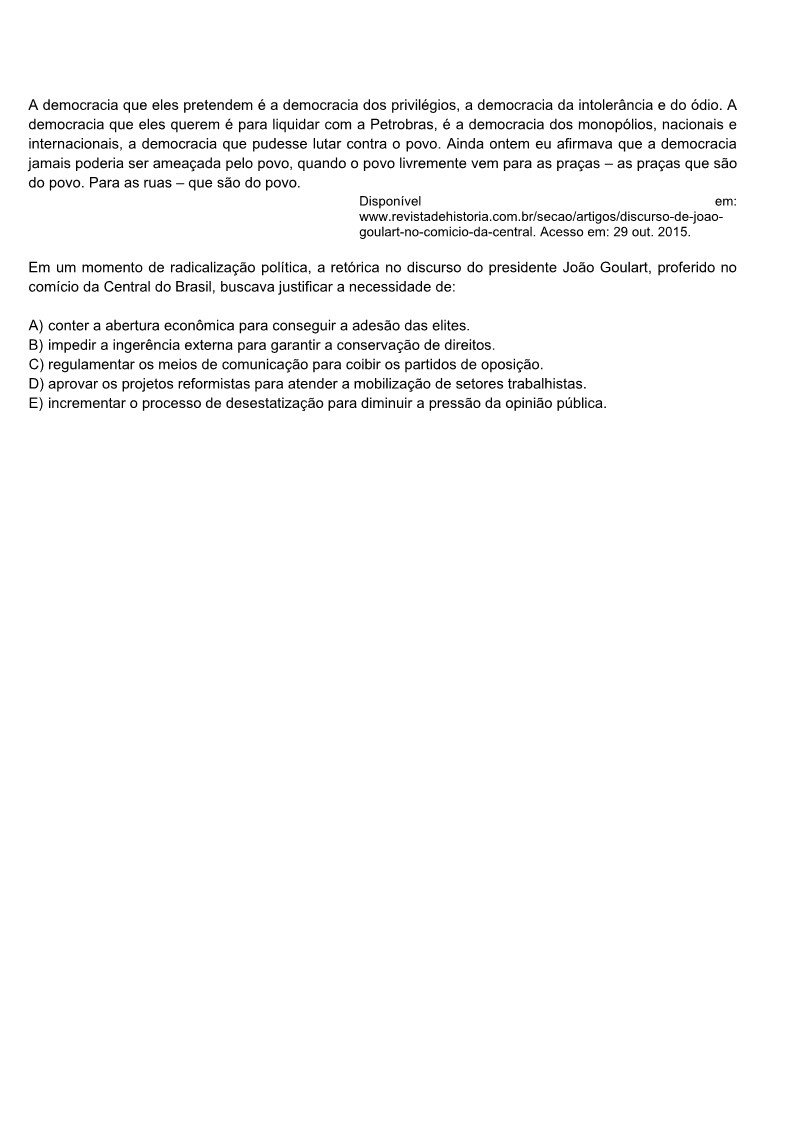 A democracia que eles pretendem é a democracia dos privilégios, a democracia da intolerância e do ódio. A
democracia que eles querem é para liquidar com a Petrobras, é a democracia dos monopólios, nacionais e
internacionais, a democracia que pudesse lutar contra o povo. Ainda ontem eu afirmava que a democracia
jamais poderia ser ameaçada pelo povo, quando o povo livremente vem para as praças – as praças que são
do povo. Para as ruas – que são do povo.
Disponível em:
www.revistadehistoria.com.br/secao/artigos/discurso-de-joao-
goulart-no-comicio-da-central. Acesso em: 29 out. 2015.
Em um momento de radicalização política, a retórica no discurso do presidente João Goulart, proferido no
comício da Central do Brasil, buscava justificar a necessidade de:
A) conter a abertura econômica para conseguir a adesão das elites.
B) impedir a ingerência externa para garantir a conservação de direitos.
C) regulamentar os meios de comunicação para coibir os partidos de oposição.
D) aprovar os projetos reformistas para atender a mobilização de setores trabalhistas.
E) incrementar o processo de desestatização para diminuir a pressão da opinião pública.